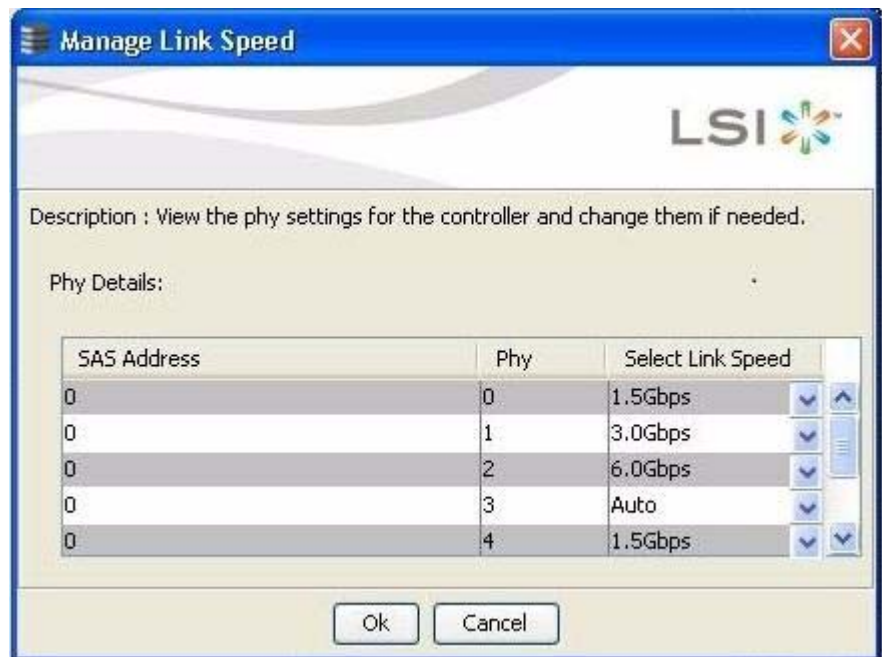 Manage Link Speed
LSI
Description : View the phy settings for the controller and change them if needed.
Phy Details:
SAS Address Phy Select Link Speed
0 0 1.5Gbps
0 1 3.0Gbps
0 2 6.0Gbps
0 3 Auto
0 4 1.5Gbps
Ok Cancel